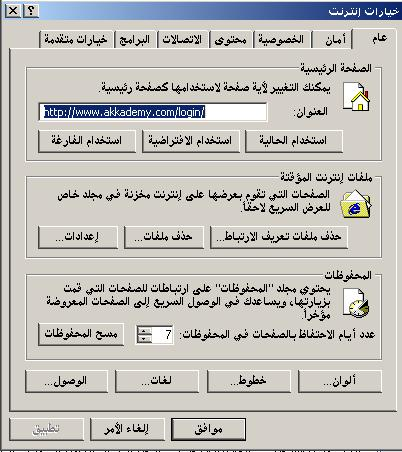 خيارات إنترنت
عام أمان الخصوصية محتوى الاتصالات البرامج خيارات متقدمة
الصفحة الرئيسية
يمكنك التغيير لأية صفحة لاستخدامها كصفحة رئيسية.
العنوان: http://www.akkademy.com/login/
استخدام الحالية استخدام الافتراضية استخدام الفارغة
ملفات إنترنت المؤقتة
الصفحات التي تقوم بعرضها على إنترنت مخزنة في مجلد خاص
للعرض السريع لاحقاً.
حذف ملفات تعريف الارتباط... حذف ملفات... إعدادات...
المحفوظات
يحتوي مجلد "المحفوظات" على ارتباطات للصفحات التي قمت
بزيارتها، ويساعدك في الوصول السريع إلى الصفحات المعروضة
مؤخراً.
عدد أيام الاحتفاظ بالصفحات في المحفوظات: 7 مسح المحفوظات
ألوان... خطوط... لغات... الوصول...
موافق إلغاء الأمر تطبيق